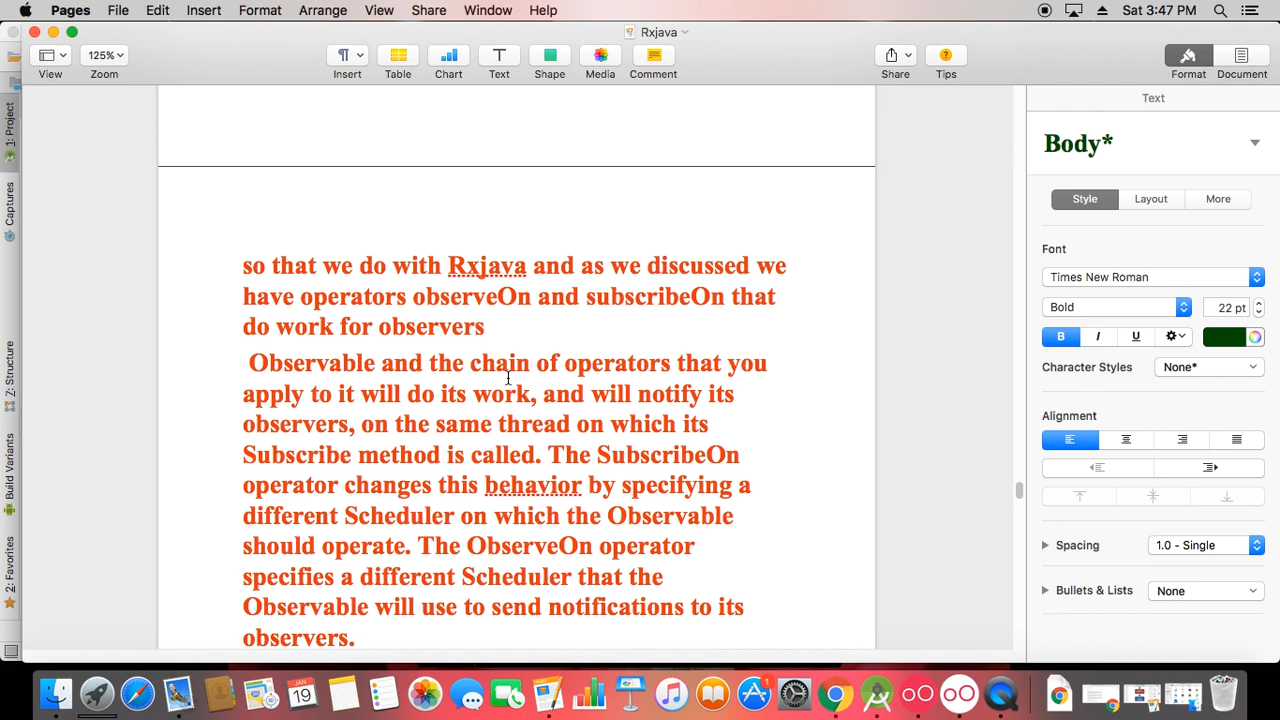 Pages File Edit Insert Format Arrange View Share Window Help Sat 3:47 PM
Rxjava
125%
View Zoom Insert Table Chart Text Shape Media Comment Share Tips Format Document
Text
Body*
Style Layout More
Font
Times New Roman
Bold 22 pt
B I U
Character Styles None*
Alignment
Spacing 1.0 - Single
Bullets & Lists None
1: Project
Captures
Z: Structure
Build Variants
2: Favorites
so that we do with Rxjava and as we discussed we
have operators observeOn and subscribeOn that
do work for observers
Observable and the chain of operators that you
apply to it will do its work, and will notify its
observers, on the same thread on which its
Subscribe method is called. The SubscribeOn
operator changes this behavior by specifying a
different Scheduler on which the Observable
should operate. The ObserveOn operator
specifies a different Scheduler that the
Observable will use to send notifications to its
observers.
JAN
19
1